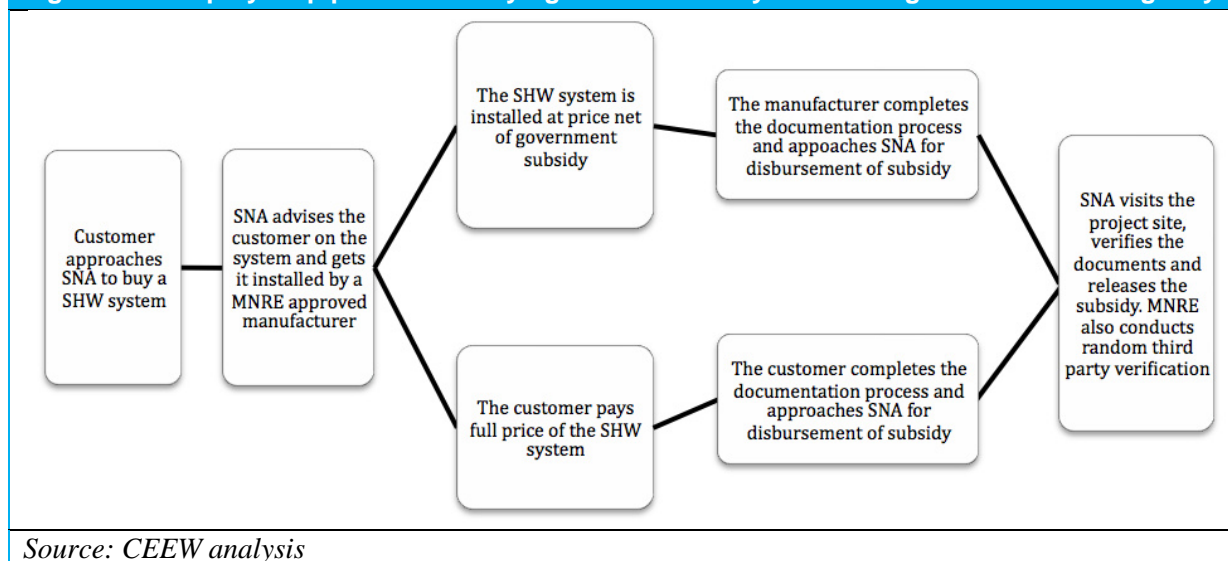 Customer
approaches
SNA to buy a
SHW system
SNA advises the
customer on the
system and gets
it installed by a
MNRE approved
manufacturer
The SHW system is
installed at price net
of government
subsidy
The manufacturer completes
the documentation process
and appoaches SNA for
disbursement of subsidy
The customer pays
full price of the SHW
system
The customer completes the
documentation process and
approaches SNA for
disbursement of subsidy
SNA visits the
project site,
verifies the
documents and
releases the
subsidy. MNRE
also conducts
random third
party verification
Source: CEEW analysis